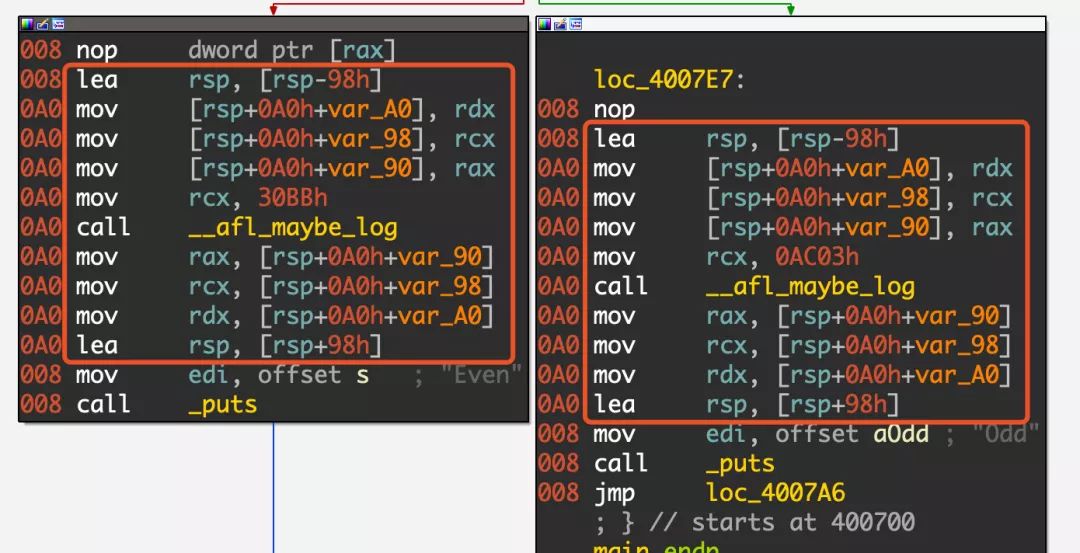 008 nop dword ptr [rax]
008 lea rsp, [rsp-98h]
0A0 mov [rsp+0A0h+var_A0], rdx
0A0 mov [rsp+0A0h+var_98], rcx
0A0 mov [rsp+0A0h+var_90], rax
0A0 mov rcx, 30BBh
0A0 call __afl_maybe_log
0A0 mov rax, [rsp+0A0h+var_90]
0A0 mov rcx, [rsp+0A0h+var_98]
0A0 mov rdx, [rsp+0A0h+var_A0]
0A0 lea rsp, [rsp+98h]
008 mov edi, offset s ; "Even"
008 call _puts
loc_4007E7:
008 nop
008 lea rsp, [rsp-98h]
0A0 mov [rsp+0A0h+var_A0], rdx
0A0 mov [rsp+0A0h+var_98], rcx
0A0 mov [rsp+0A0h+var_90], rax
0A0 mov rcx, 0AC03h
0A0 call __afl_maybe_log
0A0 mov rax, [rsp+0A0h+var_90]
0A0 mov rcx, [rsp+0A0h+var_98]
0A0 mov rdx, [rsp+0A0h+var_A0]
0A0 lea rsp, [rsp+98h]
008 mov edi, offset aOdd ; "Odd"
008 call _puts
008 jmp loc_4007A6
; } // starts at 400700
main endp